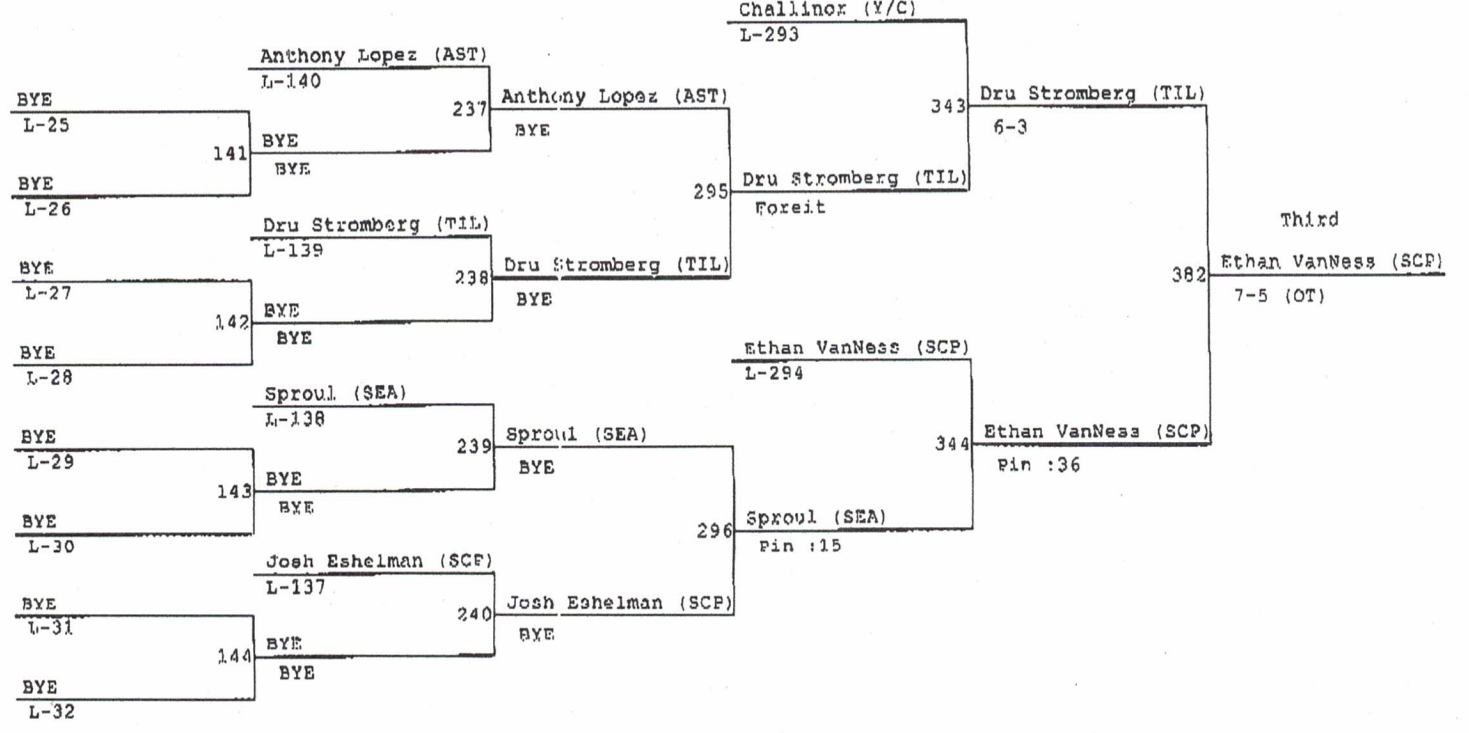 Challinor (Y/C)
L-293
Anthony Lopez (AST)
L-140
BYE
L-25
237
Anthony Lopez (AST)
BYE
343
Dru Stromberg (TIL)
6-3
141
BYE
BYE
BYE
L-26
295
Dru Stromberg (TIL)
Foreit
Dru Stromberg (TIL)
L-139
Third
BYE
L-27
238
Dru Stromberg (TIL)
BYE
382
Ethan VanNess (SCP)
7-5 (OT)
142
BYE
BYE
BYE
L-28
Ethan VanNess (SCP)
L-294
Sproul (SEA)
L-138
BYE
L-29
239
Sproul (SEA)
BYE
344
Ethan VanNess (SCP)
Pin :36
143
BYE
BYE
BYE
L-30
296
Sproul (SEA)
Pin :15
Josh Eshelman (SCP)
L-137
BYE
L-31
240
Josh Eshelman (SCP)
BYE
144
BYE
BYE
BYE
L-32